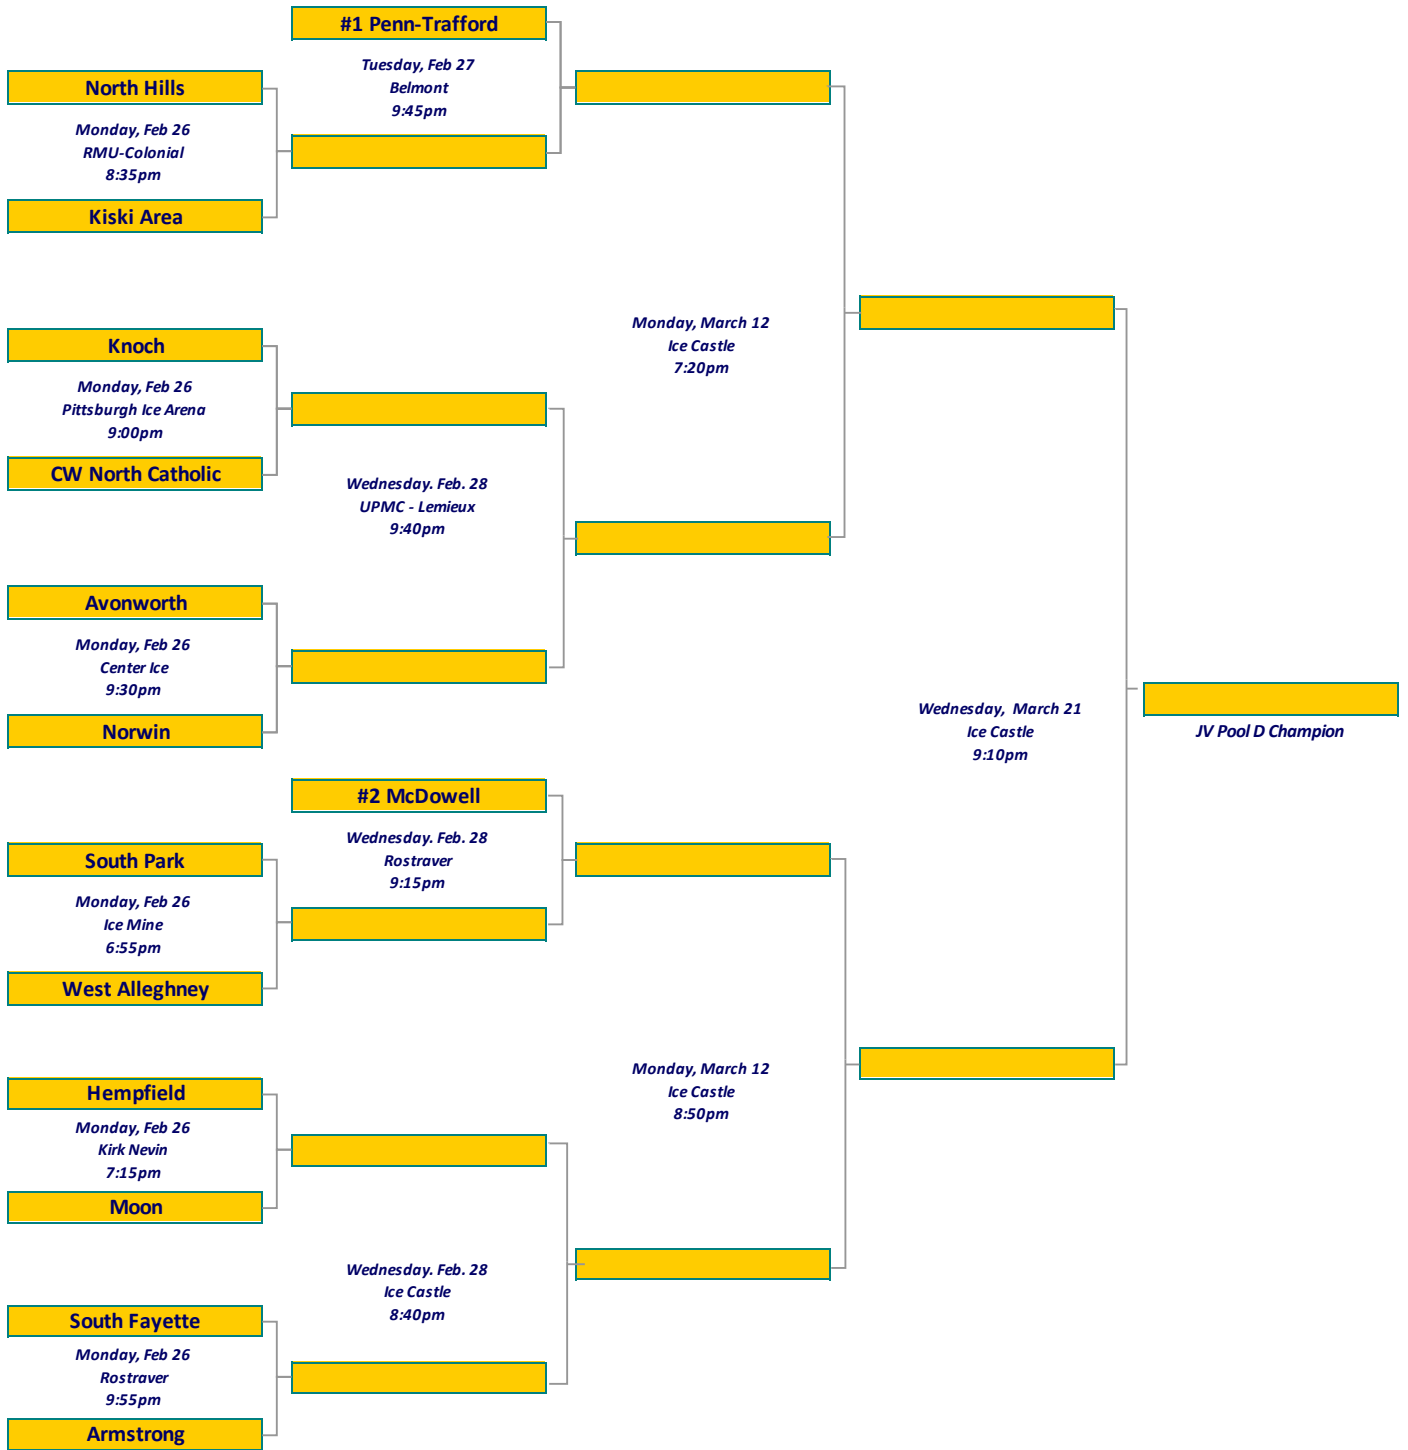 #1 Penn-Trafford
Tuesday, Feb 27
Belmont
9:45pm
North Hills
Monday, Feb 26
RMU-Colonial
8:35pm
Kiski Area
Knoch
Monday, Feb 26
Pittsburgh Ice Arena
9:00pm
CW North Catholic
Wednesday. Feb. 28
UPMC - Lemieux
9:40pm
Monday, March 12
Ice Castle
7:20pm
Avonworth
Monday, Feb 26
Center Ice
9:30pm
Norwin
Wednesday, March 21
Ice Castle
9:10pm
JV Pool D Champion
#2 McDowell
Wednesday. Feb. 28
Rostraver
9:15pm
South Park
Monday, Feb 26
Ice Mine
6:55pm
West Alleghney
Hempfield
Monday, Feb 26
Kirk Nevin
7:15pm
Moon
Monday, March 12
Ice Castle
8:50pm
Wednesday. Feb. 28
Ice Castle
8:40pm
South Fayette
Monday, Feb 26
Rostraver
9:55pm
Armstrong